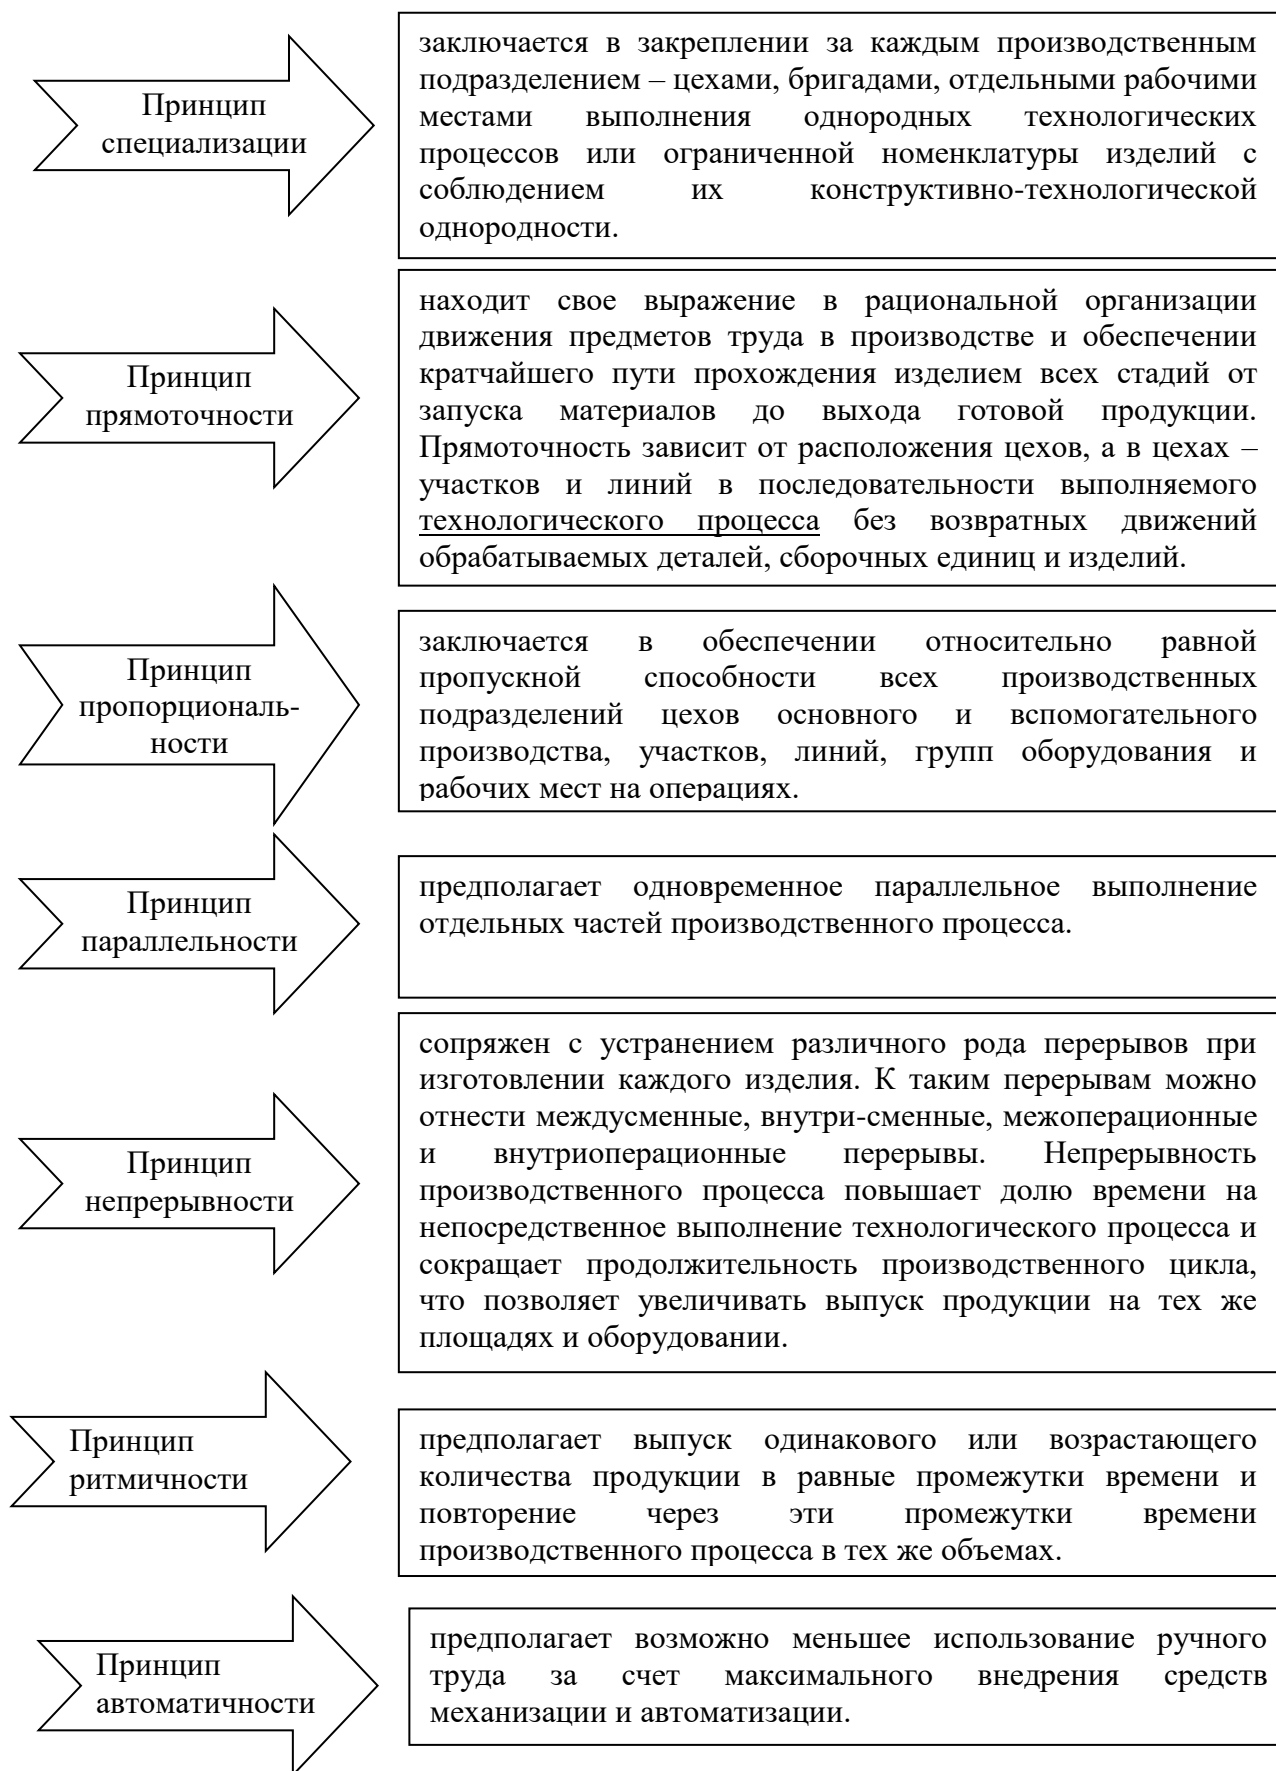 Принцип
специализации
заключается в закреплении за каждым производственным
подразделением – цехами, бригадами, отдельными рабочими
местами выполнения однородных технологических
процессов или ограниченной номенклатуры изделий с
соблюдением их конструктивно-технологической
однородности.
Принцип
прямоточности
находит свое выражение в рациональной организации
движения предметов труда в производстве и обеспечении
кратчайшего пути прохождения изделием всех стадий от
запуска материалов до выхода готовой продукции.
Прямоточность зависит от расположения цехов, а в цехах –
участков и линий в последовательности выполняемого
технологического процесса без возвратных движений
обрабатываемых деталей, сборочных единиц и изделий.
Принцип
пропорциональ-
ности
заключается в обеспечении относительно равной
пропускной способности всех производственных
подразделений цехов основного и вспомогательного
производства, участков, линий, групп оборудования и
рабочих мест на операциях.
Принцип
параллельности
предполагает одновременное параллельное выполнение
отдельных частей производственного процесса.
Принцип
непрерывности
сопряжен с устранением различного рода перерывов при
изготовлении каждого изделия. К таким перерывам можно
отнести междусменные, внутри-сменные, межоперационные
и внутриоперационные перерывы. Непрерывность
производственного процесса повышает долю времени на
непосредственное выполнение технологического процесса и
сокращает продолжительность производственного цикла,
что позволяет увеличивать выпуск продукции на тех же
площадях и оборудовании.
Принцип
ритмичности
предполагает выпуск одинакового или возрастающего
количества продукции в равные промежутки времени и
повторение через эти промежутки времени
производственного процесса в тех же объемах.
Принцип
автоматичности
предполагает возможно меньшее использование ручного
труда за счет максимального внедрения средств
механизации и автоматизации.